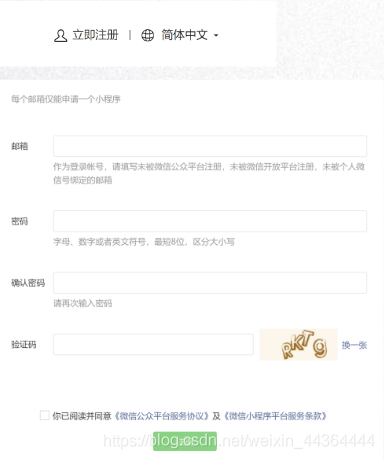 立即注册 | 简体中文
每个邮箱仅能申请一个小程序
邮箱
作为登录帐号，请填写未被微信公众平台注册，未被微信开放平台注册，未被个人微
信号绑定的邮箱
密码
字母、数字或者英文符号，最短8位，区分大小写
确认密码
请再次输入密码
验证码 RKTg 换一张
你已阅读并同意《微信公众平台服务协议》及《微信小程序平台服务条款》
https://blog.csdn.net/weixin_44364444